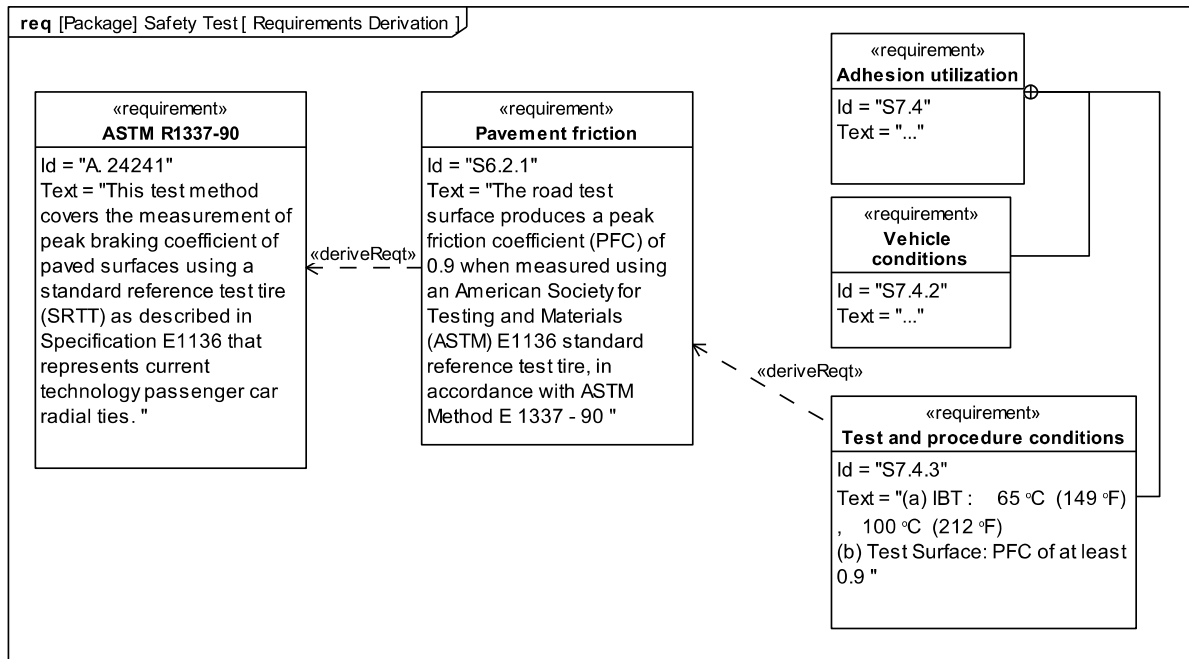 req [Package] Safety Test [ Requirements Derivation ]
«requirement»
ASTM R1337-90
Id = "A. 24241"
Text = "This test method
covers the measurement of
peak braking coefficient of
paved surfaces using a
standard reference test tire
(SRTT) as described in
Specification E1136 that
represents current
technology passenger car
radial ties. "
«deriveReqt»
«requirement»
Pavement friction
Id = "S6.2.1"
Text = "The road test
surface produces a peak
friction coefficient (PFC) of
0.9 when measured using
an American Society for
Testing and Materials
(ASTM) E1136 standard
reference test tire, in
accordance with ASTM
Method E 1337 - 90 "
«deriveReqt»
«requirement»
Adhesion utilization
Id = "S7.4"
Text = "..."
«requirement»
Vehicle
conditions
Id = "S7.4.2"
Text = "..."
«requirement»
Test and procedure conditions
Id = "S7.4.3"
Text = "(a) IBT : 65 °C (149 °F)
, 100 °C (212 °F)
(b) Test Surface: PFC of at least
0.9 "